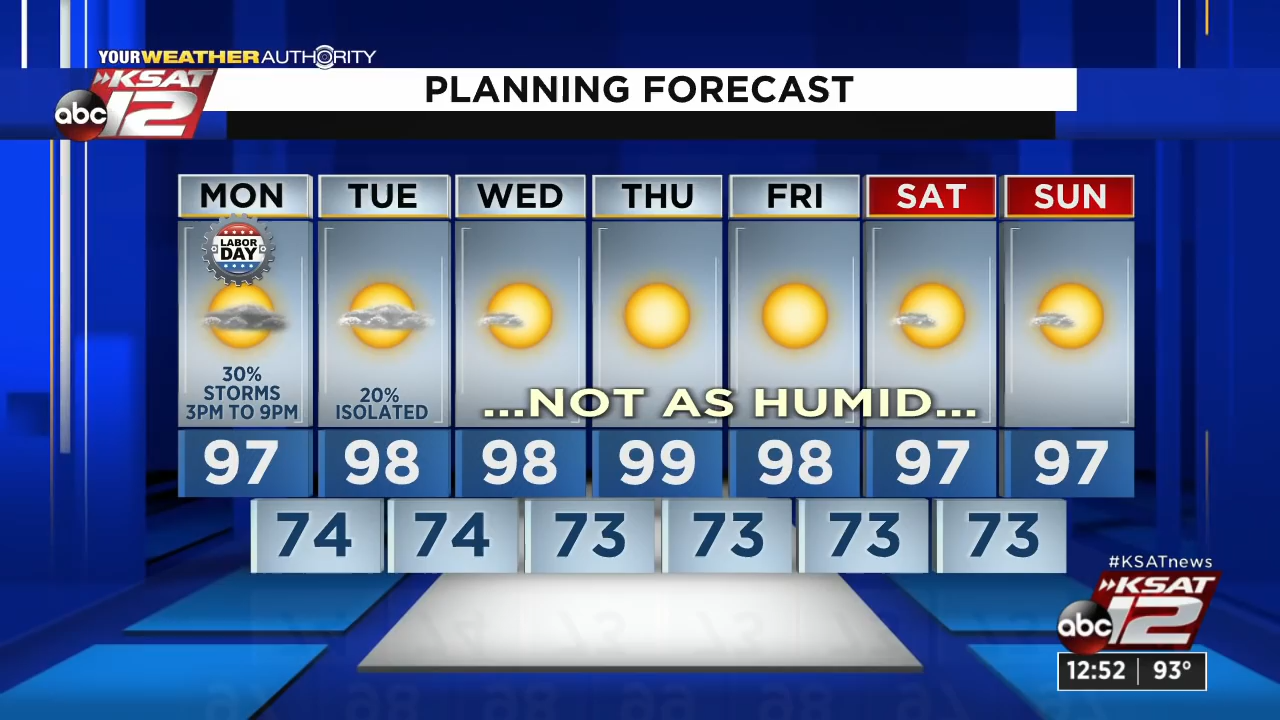 YOURWEATHERAUTHORITY
KSAT
abc 12
PLANNING FORECAST
MON TUE WED THU FRI SAT SUN
LABOR
DAY
30%
STORMS
3PM TO 9PM
20%
ISOLATED
...NOT AS HUMID...
97 98 98 99 98 97 97
74 74 73 73 73 73
#KSATnews
KSAT
abc 12
12:52 93°